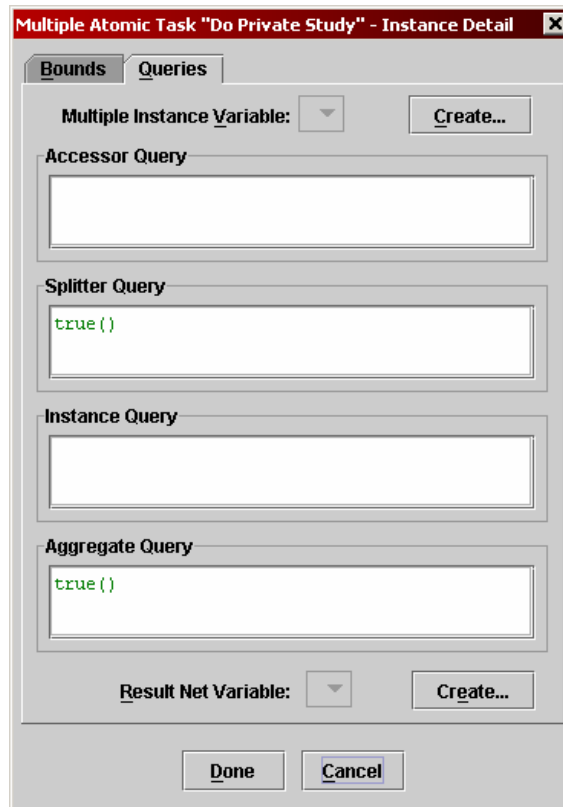 Multiple Atomic Task "Do Private Study" - Instance Detail
Bounds Queries
Multiple Instance Variable: Create...
Accessor Query
Splitter Query
true()
Instance Query
Aggregate Query
true()
Result Net Variable: Create...
Done Cancel